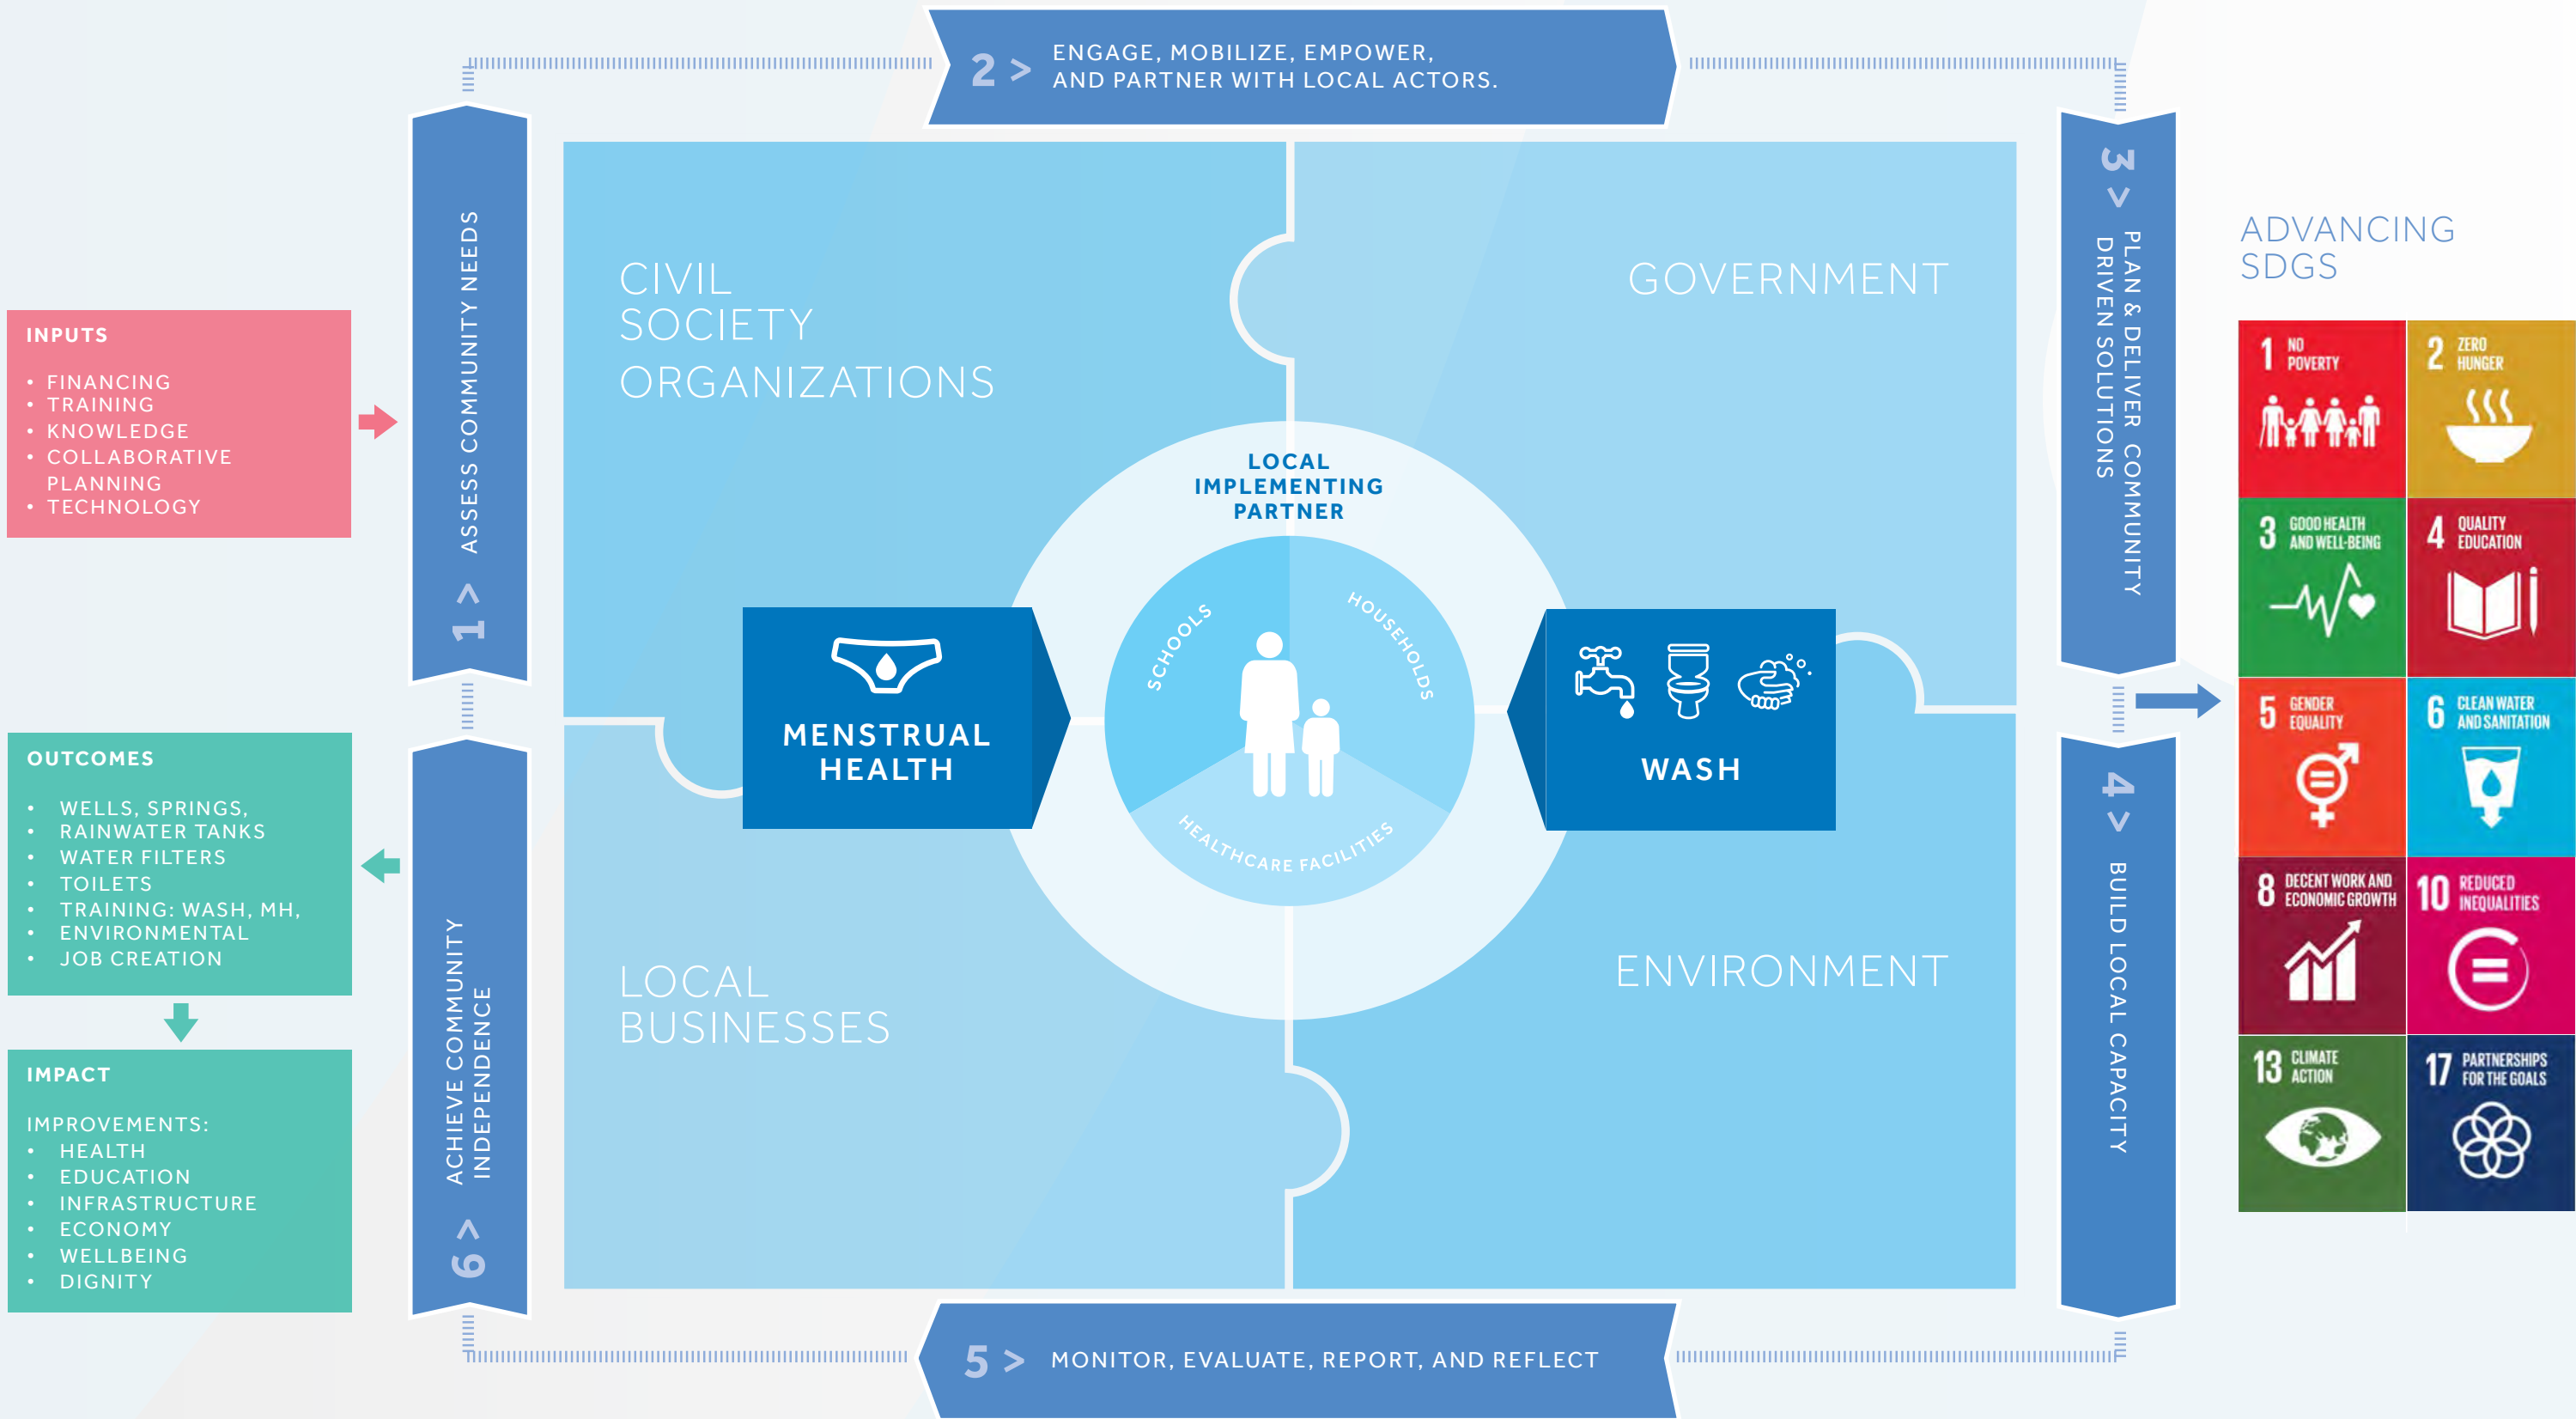 2 >
ENGAGE, MOBILIZE, EMPOWER,
AND PARTNER WITH LOCAL ACTORS.
INPUTS
• FINANCING
• TRAINING
• KNOWLEDGE
• COLLABORATIVE
PLANNING
• TECHNOLOGY
OUTCOMES
• WELLS, SPRINGS,
• RAINWATER TANKS
• WATER FILTERS
• TOILETS
• TRAINING: WASH, MH,
• ENVIRONMENTAL
• JOB CREATION
IMPACT
IMPROVEMENTS:
• HEALTH
• EDUCATION
• INFRASTRUCTURE
• ECONOMY
• WELLBEING
• DIGNITY
1 > ASSESS COMMUNITY NEEDS
6 > ACHIEVE COMMUNITY
INDEPENDENCE
CIVIL
SOCIETY
ORGANIZATIONS
GOVERNMENT
LOCAL
IMPLEMENTING
PARTNER
SCHOOLS
HOUSEHOLDS
HEALTHCARE FACILITIES
MENSTRUAL
HEALTH
WASH
LOCAL
BUSINESSES
ENVIRONMENT
3 > PLAN & DELIVER COMMUNITY
DRIVEN SOLUTIONS
4 > BUILD LOCAL CAPACITY
5 > MONITOR, EVALUATE, REPORT, AND REFLECT
ADVANCING
SDGS
1 NO
POVERTY
2 ZERO
HUNGER
3 GOOD HEALTH
AND WELL-BEING
4 QUALITY
EDUCATION
5 GENDER
EQUALITY
6 CLEAN WATER
AND SANITATION
8 DECENT WORK AND
ECONOMIC GROWTH
10 REDUCED
INEQUALITIES
13 CLIMATE
ACTION
17 PARTNERSHIPS
FOR THE GOALS